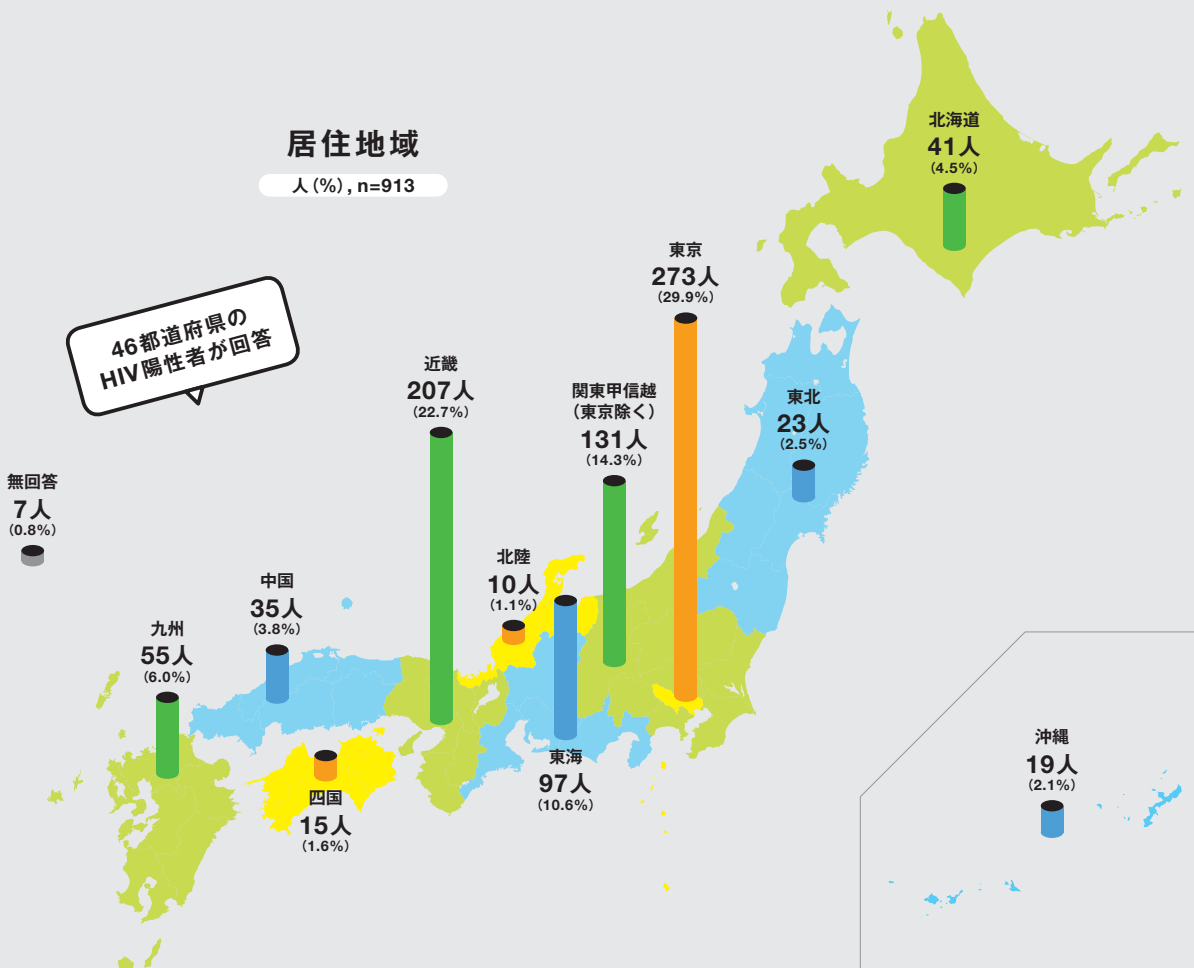 居住地域
人(%), n=913
46都道府県の
HIV陽性者が回答
北海道
41人
(4.5%)
東京
273人
(29.9%)
近畿
207人
(22.7%)
関東甲信越
(東京除く)
131人
(14.3%)
東北
23人
(2.5%)
無回答
7人
(0.8%)
北陸
10人
(1.1%)
中国
35人
(3.8%)
九州
55人
(6.0%)
東海
97人
(10.6%)
四国
15人
(1.6%)
沖縄
19人
(2.1%)